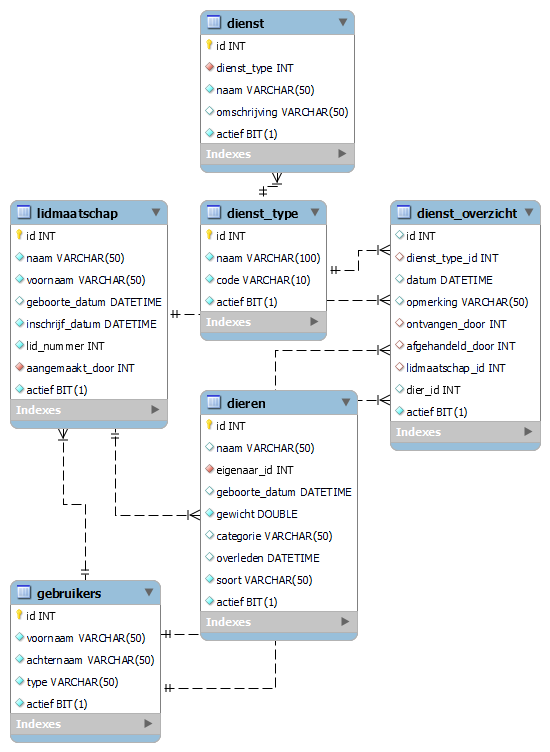 dienst
id INT
dienst_type INT
naam VARCHAR(50)
omschrijving VARCHAR(50)
actief BIT(1)
Indexes
lidmaatschap
id INT
naam VARCHAR(50)
voornaam VARCHAR(50)
geboorte_datum DATETIME
inschrijf_datum DATETIME
lid_nummer INT
aangemaakt_door INT
actief BIT(1)
Indexes
dienst_type
id INT
naam VARCHAR(100)
code VARCHAR(10)
actief BIT(1)
Indexes
dienst_overzicht
id INT
dienst_type_id INT
datum DATETIME
opmerking VARCHAR(50)
ontvangen_door INT
afgehandeld_door INT
lidmaatschap_id INT
dier_id INT
actief BIT(1)
Indexes
dieren
id INT
naam VARCHAR(50)
eigenaar_id INT
geboorte_datum DATETIME
gewicht DOUBLE
categorie VARCHAR(50)
overleden DATETIME
soort VARCHAR(50)
actief BIT(1)
Indexes
gebruikers
id INT
voornaam VARCHAR(50)
achternaam VARCHAR(50)
type VARCHAR(50)
actief BIT(1)
Indexes